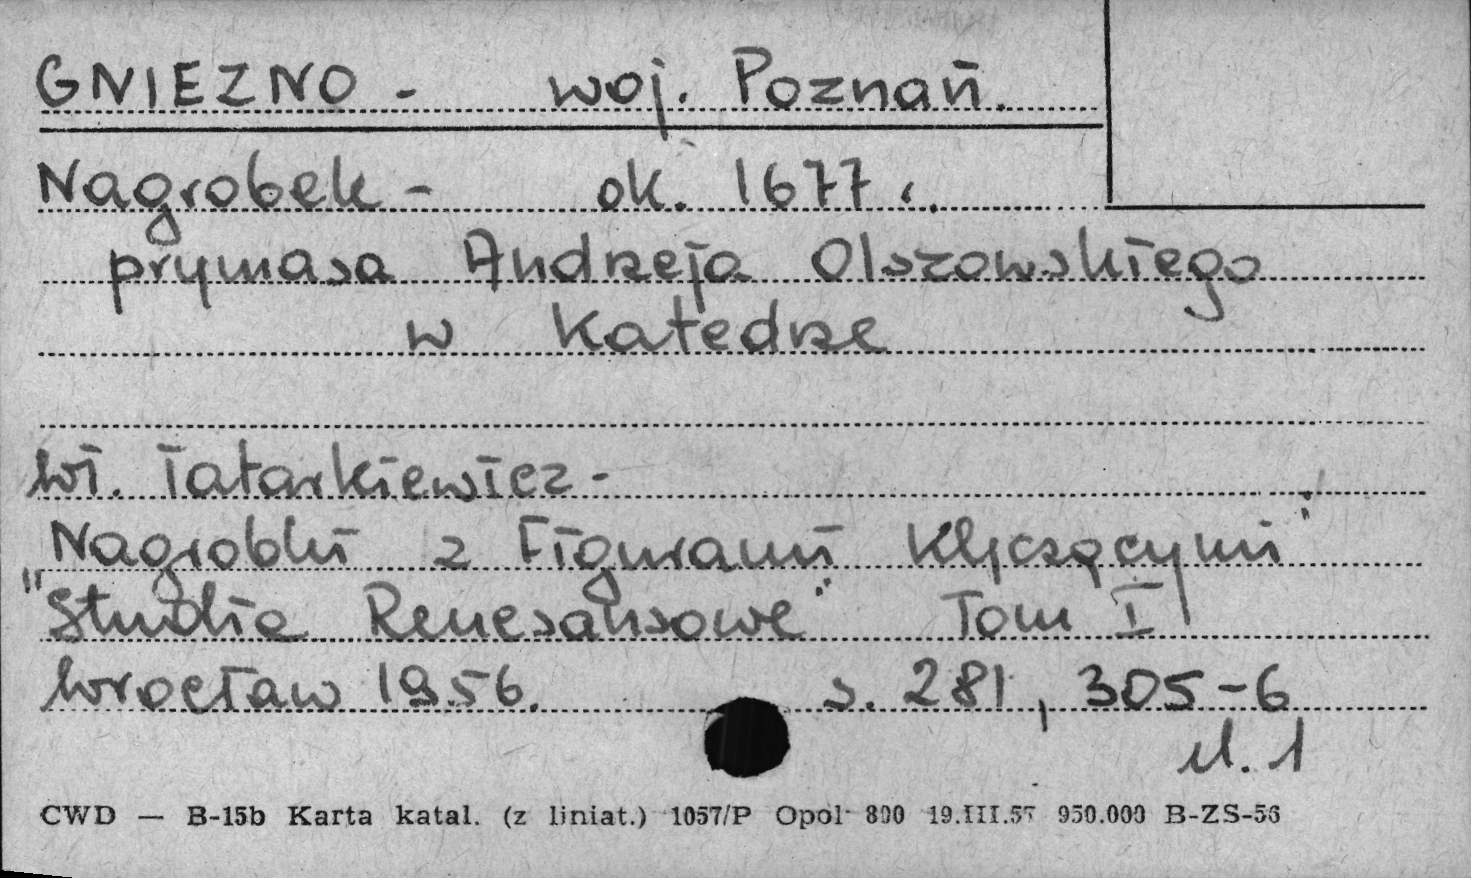 GNIEZNO - woj. Poznań.
Nagrobek - ok. 1677 r.
prymasa Andrzeja Olszowskiego
w Katedrze
Wł. Tatarkiewicz -
Nagrobki z Figurami Klęczącymi
"Studia Renesansowe" Tom I
Wrocław 1956. s. 281, 305-6
il. 1
CWD — B-15b Karta katal. (z liniat.) 1057/P Opol 800 19.III.57 950.000 B-ZS-56